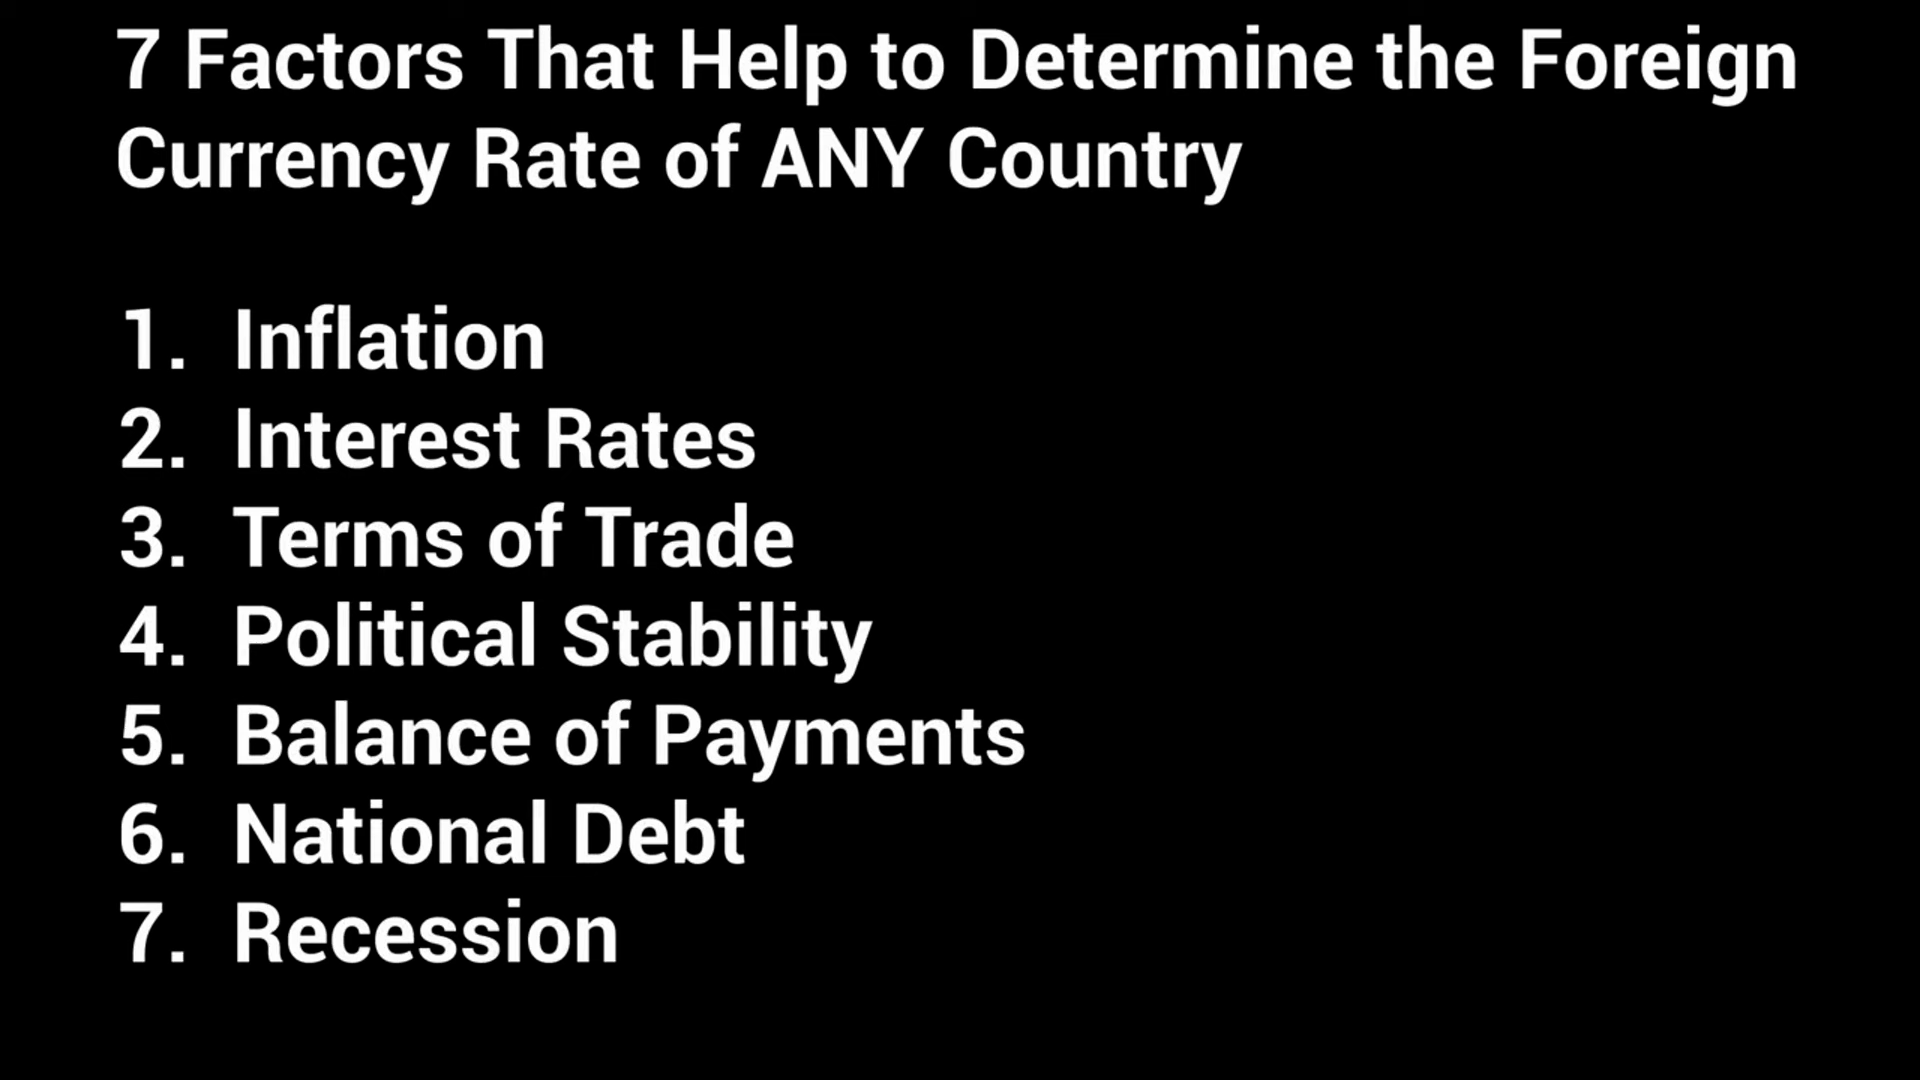 7 Factors That Help to Determine the Foreign
Currency Rate of ANY Country
1. Inflation
2. Interest Rates
3. Terms of Trade
4. Political Stability
5. Balance of Payments
6. National Debt
7. Recession